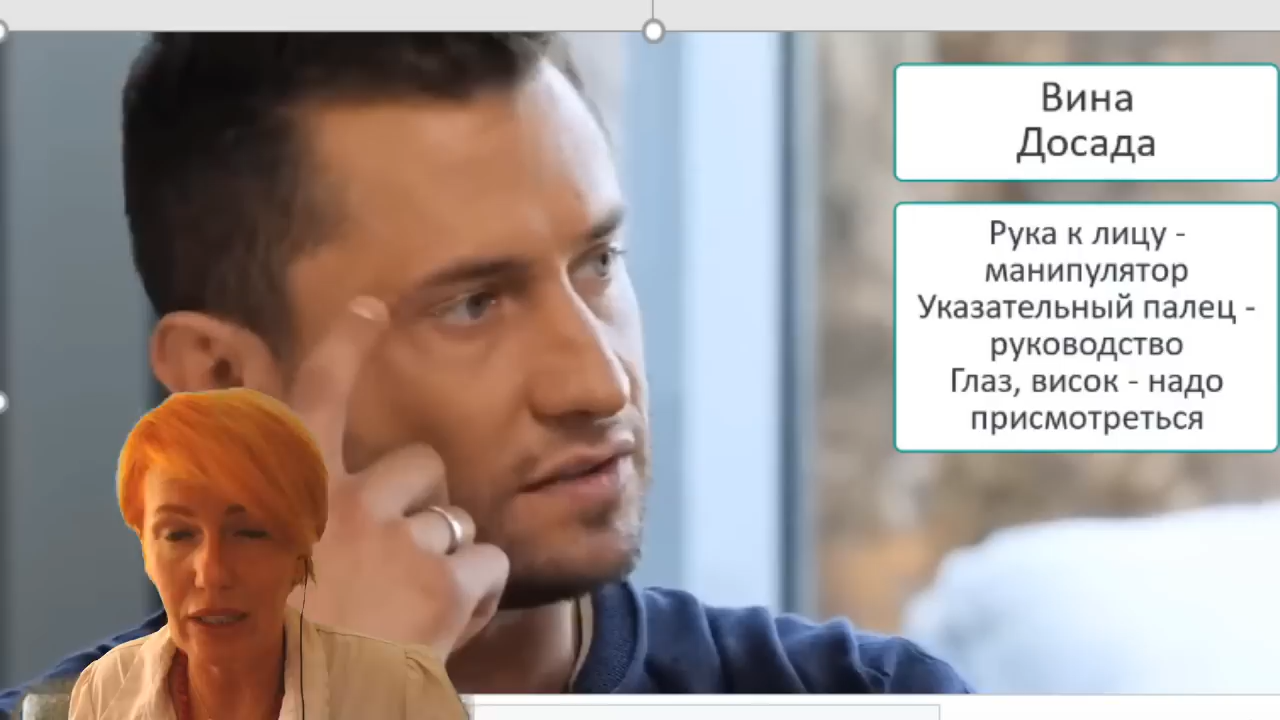 Вина
Досада
Рука к лицу -
манипулятор
Указательный палец -
руководство
Глаз, висок - надо
присмотреться